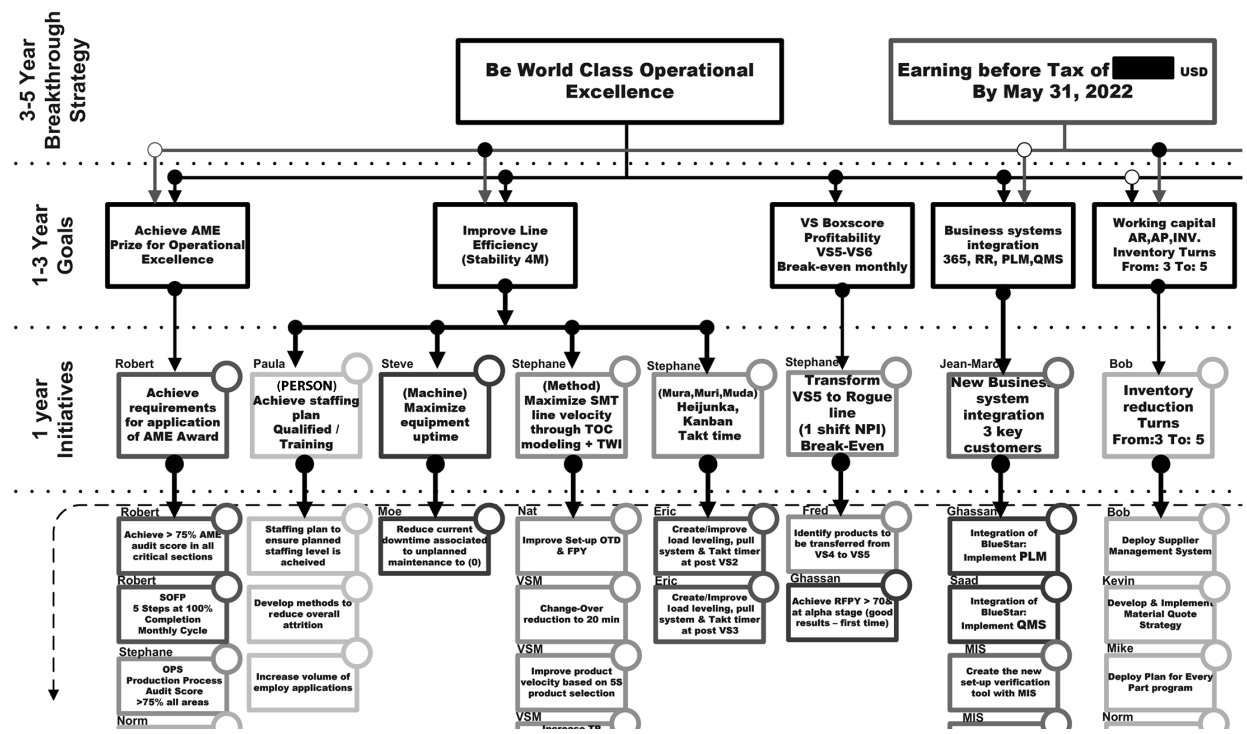 3-5 Year
Breakthrough
Strategy
Be World Class Operational
Excellence
Earning before Tax of USD
By May 31, 2022
1-3 Year
Goals
Achieve AME
Prize for Operational
Excellence
Improve Line
Efficiency
(Stability 4M)
VS Boxscore
Profitability
VS5-VS6
Break-even monthly
Business systems
integration
365, RR, PLM,QMS
Working capital
AR,AP,INV.
Inventory Turns
From: 3 To: 5
1 year
Initiatives
Robert
Achieve
requirements
for application
of AME Award
Paula
(PERSON)
Achieve staffing
plan
Qualified /
Training
Steve
(Machine)
Maximize
equipment
uptime
Stephane
(Method)
Maximize SMT
line velocity
through TOC
modeling + TWI
Stephane
(Mura,Muri,Muda)
Heijunka,
Kanban
Takt time
Stephane
Transform
VS5 to Rogue
line
(1 shift NPI)
Break-Even
Jean-Marc
New Business
system
integration
3 key
customers
Bob
Inventory
reduction
Turns
From:3 To: 5
Robert
Achieve > 75% AME
audit score in all
critical sections
Robert
SOFP
5 Steps at 100%
Completion
Monthly Cycle
Stephane
OPS
Production Process
Audit Score
>75% all areas
Norm
Staffing plan to
ensure planned
staffing level is
acheived
Develop methods to
reduce overall
attrition
Increase volume of
employ applications
Moe
Reduce current
downtime associated
to unplanned
maintenance to (0)
Nat
Improve Set-up OTD
& FPY
VSM
Change-Over
reduction to 20 min
VSM
Improve product
velocity based on 5S
product selection
VSM
Increase TP
Eric
Create/improve
load leveling, pull
system & Takt timer
at post VS2
Eric
Create/Improve
load leveling, pull
system & Takt timer
at post VS3
Fred
Identify products to
be transferred from
VS4 to VS5
Ghassan
Achieve RFPY > 70&
at alpha stage (good
results – first time)
Ghassan
Integration of
BlueStar:
Implement PLM
Saad
Integration of
BlueStar:
Implement QMS
MIS
Create the new
set-up verification
tool with MIS
MIS
Bob
Deploy Supplier
Management System
Kevin
Develop & Implement
Material Quote
Strategy
Mike
Deploy Plan for Every
Part program
Norm